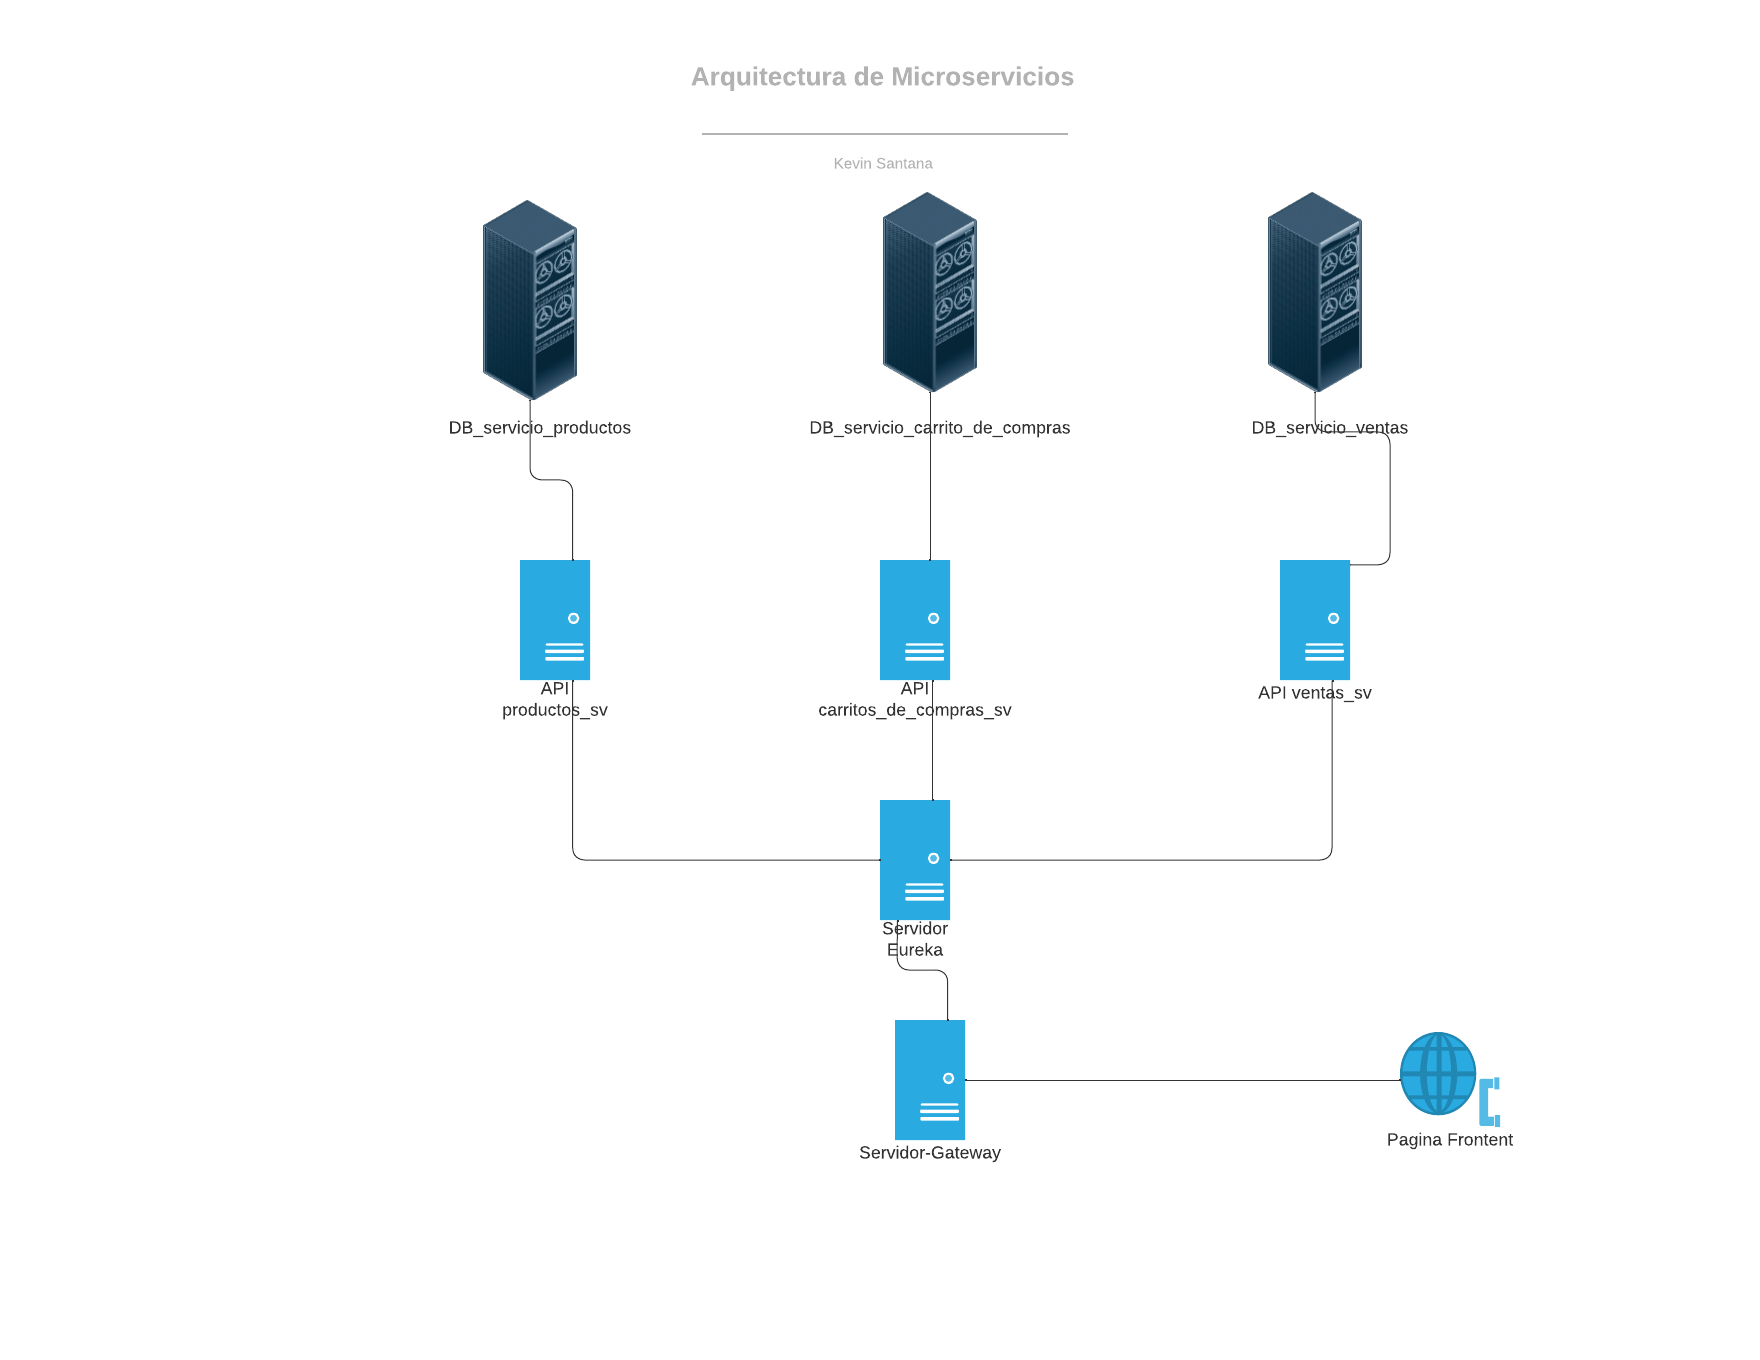 Arquitectura de Microservicios
Kevin Santana
DB_servicio_productos
DB_servicio_carrito_de_compras
DB_servicio_ventas
API
productos_sv
API
carritos_de_compras_sv
API ventas_sv
Servidor
Eureka
Servidor-Gateway
Pagina Frontent